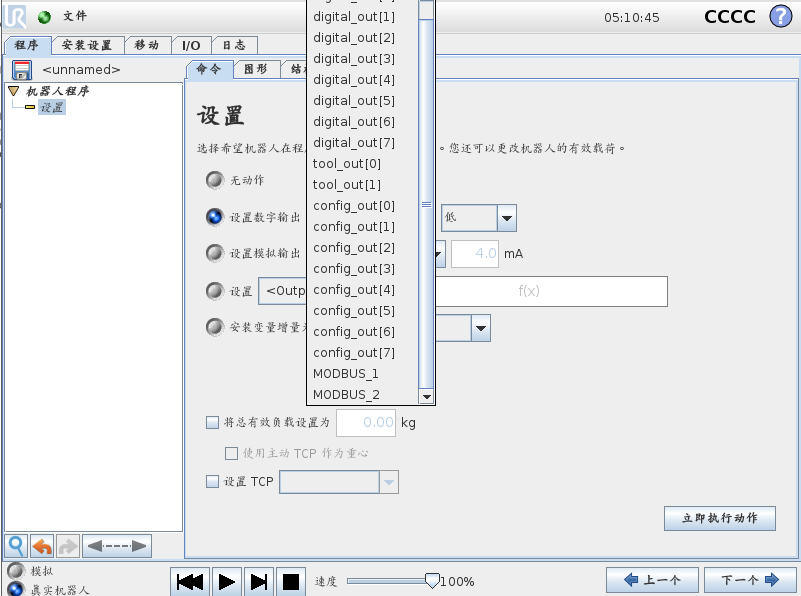 文件
05:10:45
CCCC
?
程序
安装设置
移动
I/O
日志
<unnamed>
命令
图形
机器人程序
设置
设置
选择希望机器人在程
。您还可以更改机器人的有效载荷。
无动作
设置数字输出
低
设置模拟输出
4.0 mA
设置
<Outp
f(x)
安装变量增量
digital_out[1]
digital_out[2]
digital_out[3]
digital_out[4]
digital_out[5]
digital_out[6]
digital_out[7]
tool_out[0]
tool_out[1]
config_out[0]
config_out[1]
config_out[2]
config_out[3]
config_out[4]
config_out[5]
config_out[6]
config_out[7]
MODBUS_1
MODBUS_2
将总有效负载设置为 0.00 kg
使用主动 TCP 作为重心
设置 TCP
立即执行动作
模拟
真实机器人
速度
100%
上一个
下一个